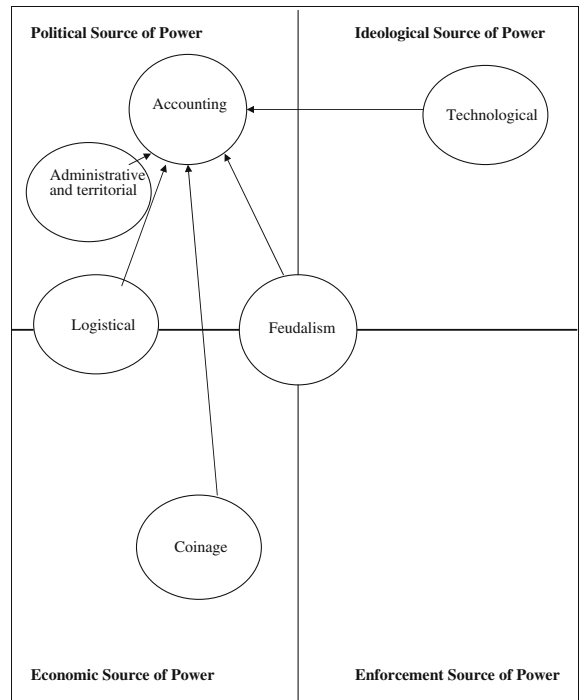 Political Source of Power
Ideological Source of Power
Accounting
Technological
Administrative
and territorial
Logistical
Feudalism
Coinage
Economic Source of Power
Enforcement Source of Power